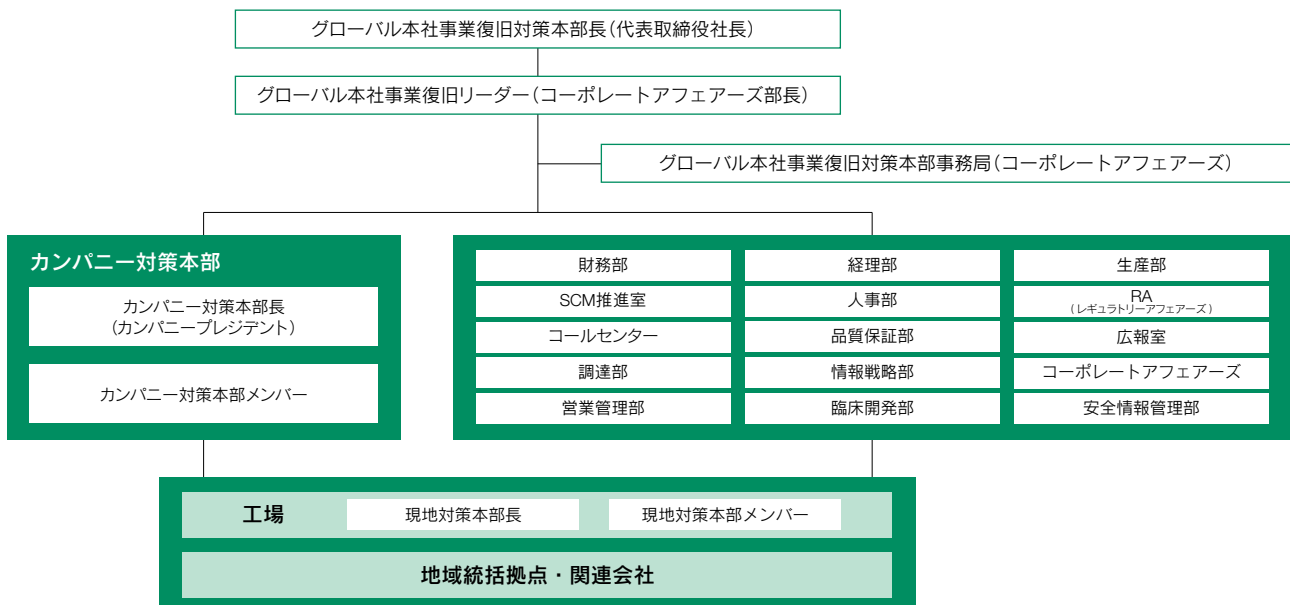 グローバル本社事業復旧対策本部長（代表取締役社長）
グローバル本社事業復旧リーダー（コーポレートアフェアーズ部長）
グローバル本社事業復旧対策本部事務局（コーポレートアフェアーズ）
カンパニー対策本部
カンパニー対策本部長
（カンパニープレジデント）
カンパニー対策本部メンバー
財務部
経理部
生産部
SCM推進室
人事部
RA
（レギュラトリーアフェアーズ）
コールセンター
品質保証部
広報室
調達部
情報戦略部
コーポレートアフェアーズ
営業管理部
臨床開発部
安全情報管理部
工場
現地対策本部長
現地対策本部メンバー
地域統括拠点・関連会社